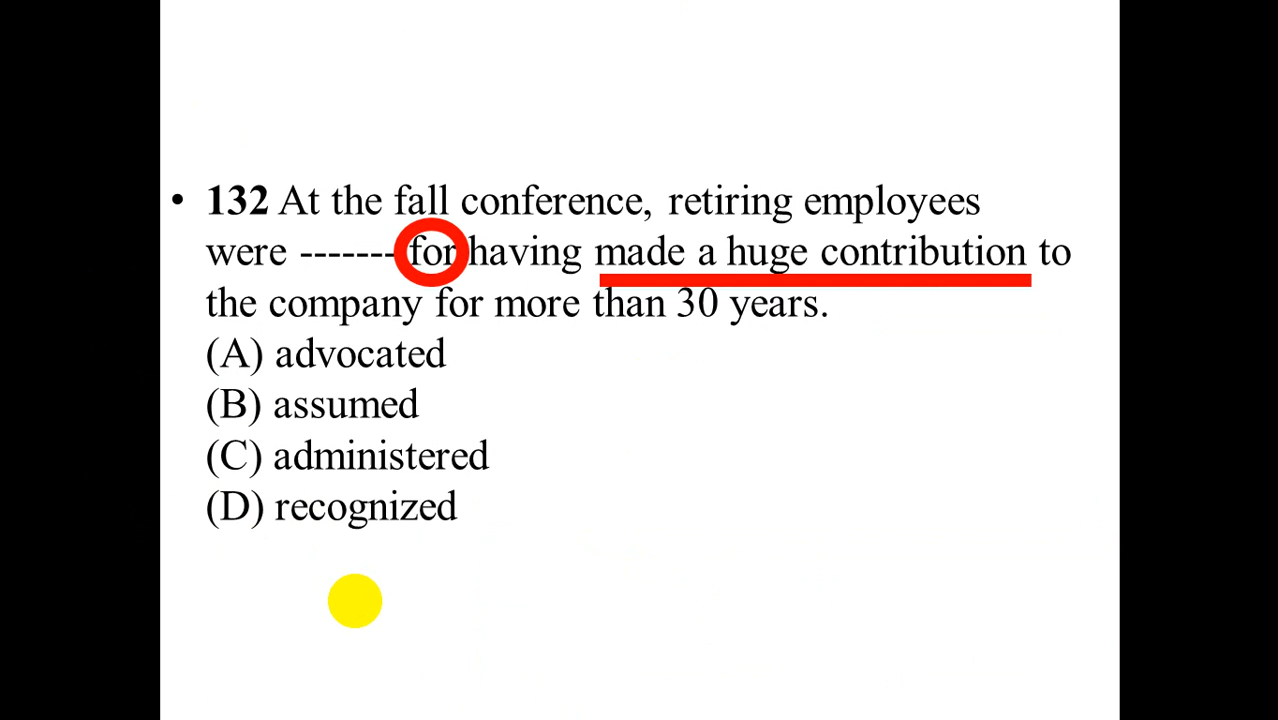 • 132 At the fall conference, retiring employees
were ------- for having made a huge contribution to
the company for more than 30 years.
(A) advocated
(B) assumed
(C) administered
(D) recognized